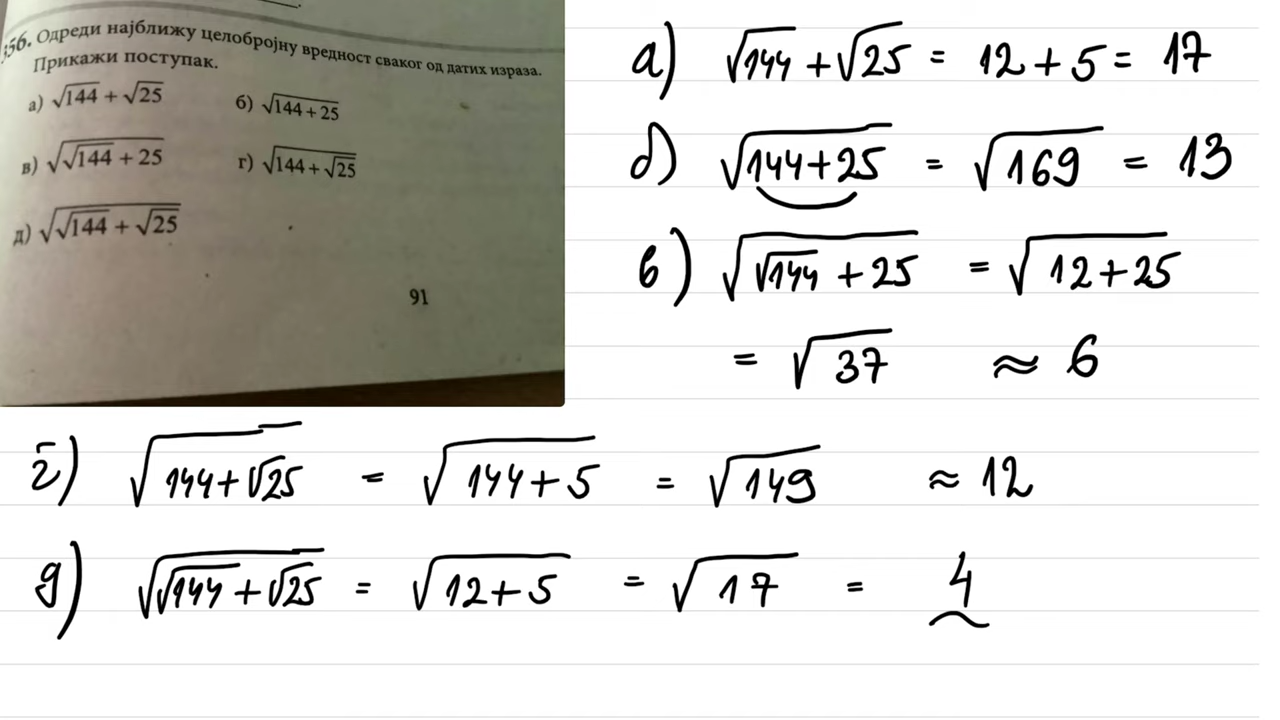 356. Одреди најближу целобројну вредност сваког од датих израза.
Прикажи поступак.
а) √144 + √25 б) √(144 + 25)
в) √(√144 + 25) г) √(144 + √25)
д) √(√144 + √25)
91
а) √144 + √25 = 12 + 5 = 17
б) √(144 + 25) = √169 = 13
в) √(√144 + 25) = √(12 + 25)
= √37 ≈ 6
г) √(144 + √25) = √(144 + 5) = √149 ≈ 12
д) √(√144 + √25) = √(12 + 5) = √17 = 4